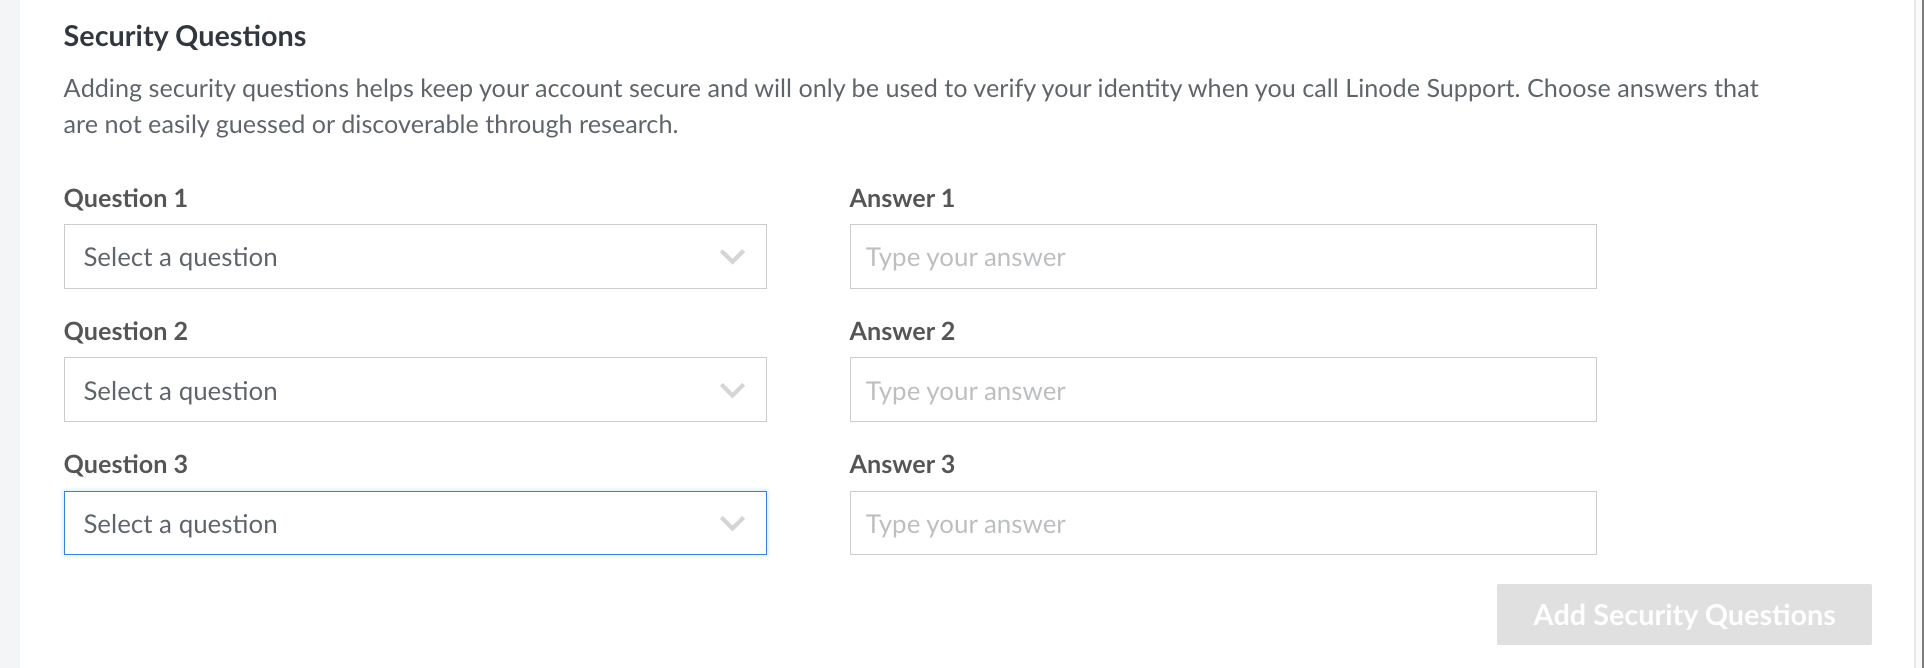 Security Questions
Adding security questions helps keep your account secure and will only be used to verify your identity when you call Linode Support. Choose answers that
are not easily guessed or discoverable through research.
Question 1
Answer 1
Select a question
Type your answer
Question 2
Answer 2
Select a question
Type your answer
Question 3
Answer 3
Select a question
Type your answer
Add Security Questions